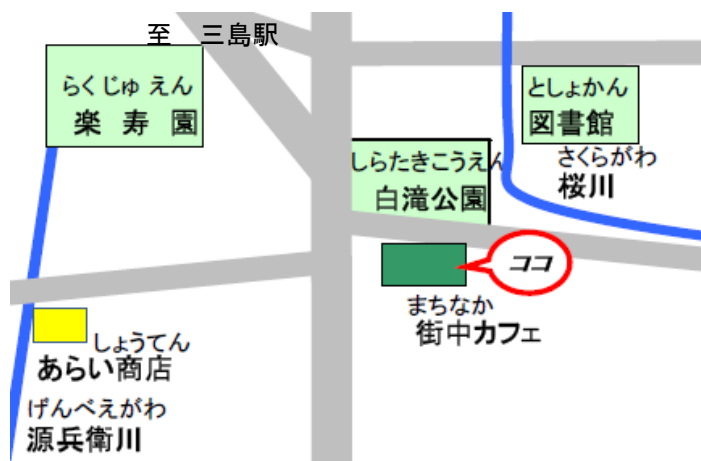 至 三島駅
らくじゅ えん
楽 寿 園
としょかん
図書館
さくらがわ
桜川
しらたきこうえん
白滝公園
ココ
まちなか
街中カフェ
しょうてん
あらい商店
げんべえがわ
源兵衛川